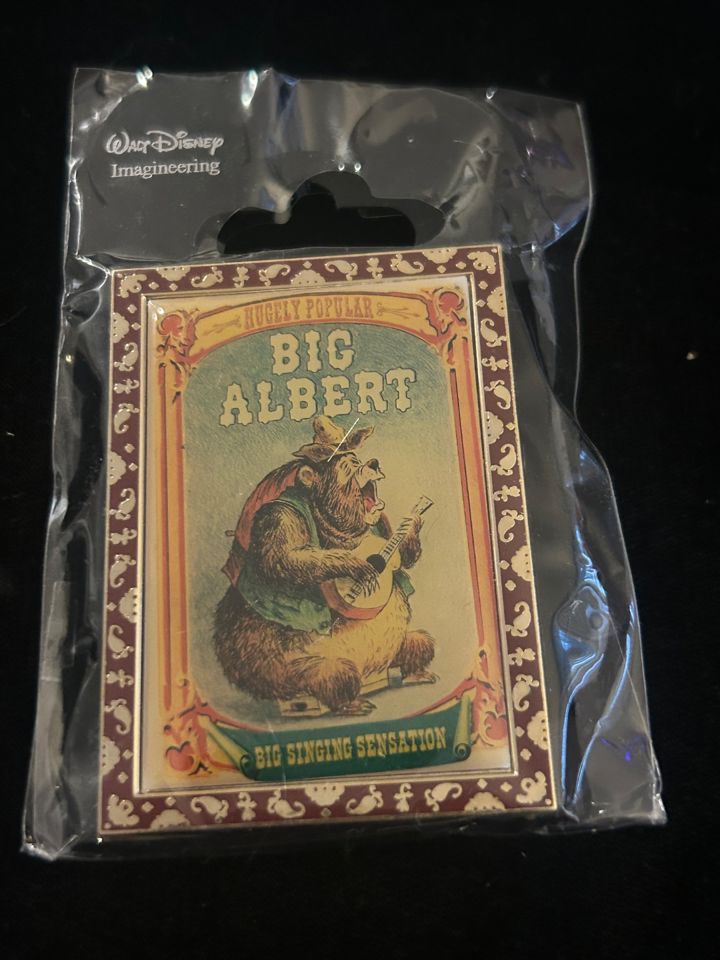 Walt Disney
Imagineering
HUGELY POPULAR
BIG
ALBERT
BIG SINGING SENSATION